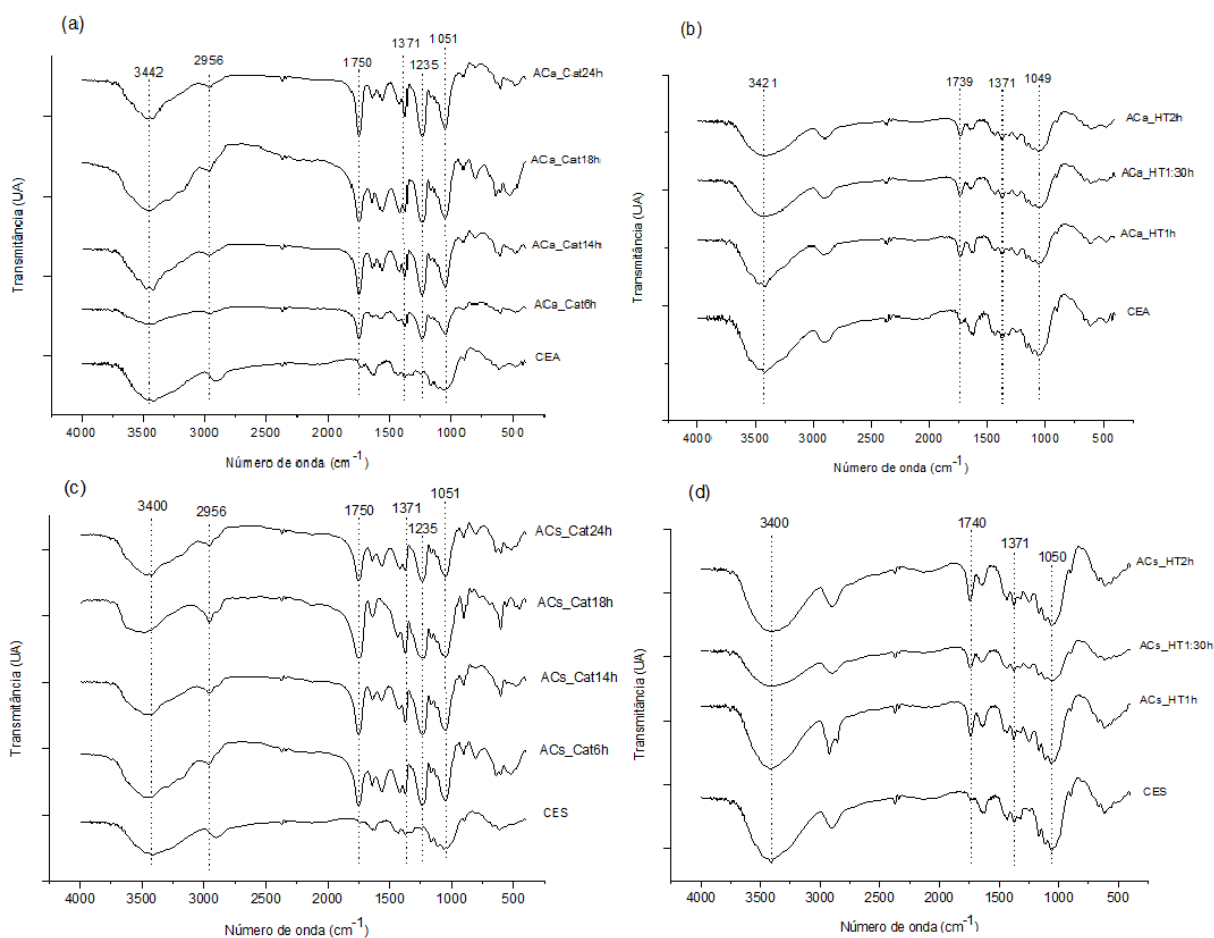 (a)
3442
2956
1750
1371
1235
1051
ACa_Cat24h
ACa_Cat18h
ACa_Cat14h
ACa_Cat6h
CEA
Transmitância (UA)
4000 3500 3000 2500 2000 1500 1000 500
Número de onda (cm-1)
(b)
3421
1739
1371
1049
ACa_HT2h
ACa_HT1:30h
ACa_HT1h
CEA
Transmitância (UA)
4000 3500 3000 2500 2000 1500 1000 500
Número de onda (cm-1)
(c)
3400
2956
1750
1371
1235
1051
ACs_Cat24h
ACs_Cat18h
ACs_Cat14h
ACs_Cat6h
CES
Transmitância (UA)
4000 3500 3000 2500 2000 1500 1000 500
Número de onda (cm-1)
(d)
3400
1740
1371
1050
ACs_HT2h
ACs_HT1:30h
ACs_HT1h
CES
Transmitância (UA)
4000 3500 3000 2500 2000 1500 1000 500
Número de onda (cm-1)